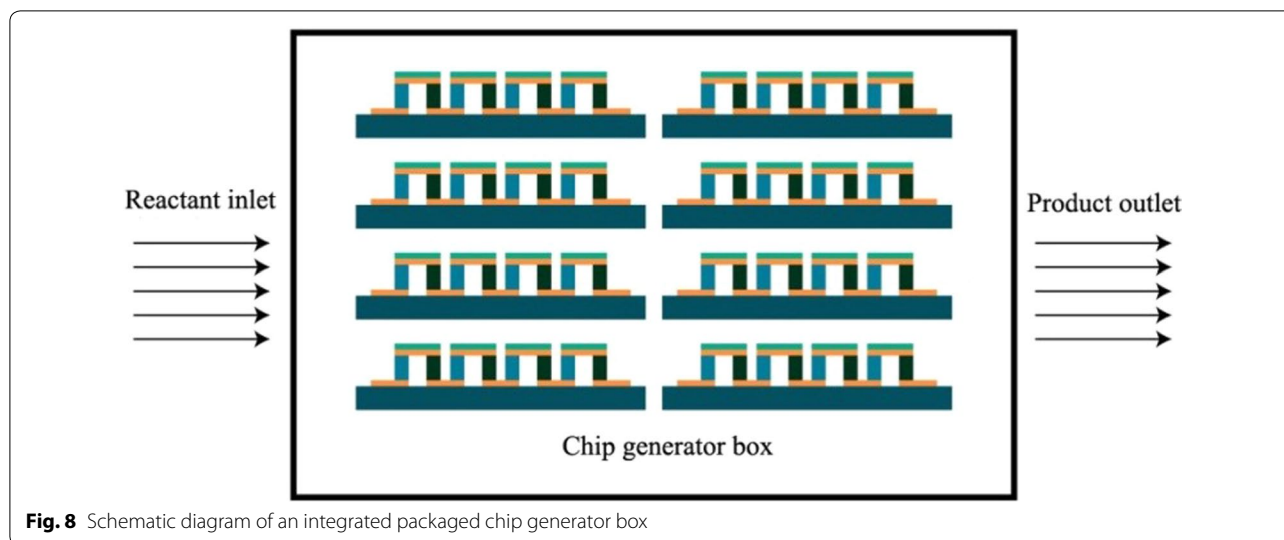 Reactant inlet
Product outlet
Chip generator box
Fig. 8 Schematic diagram of an integrated packaged chip generator box